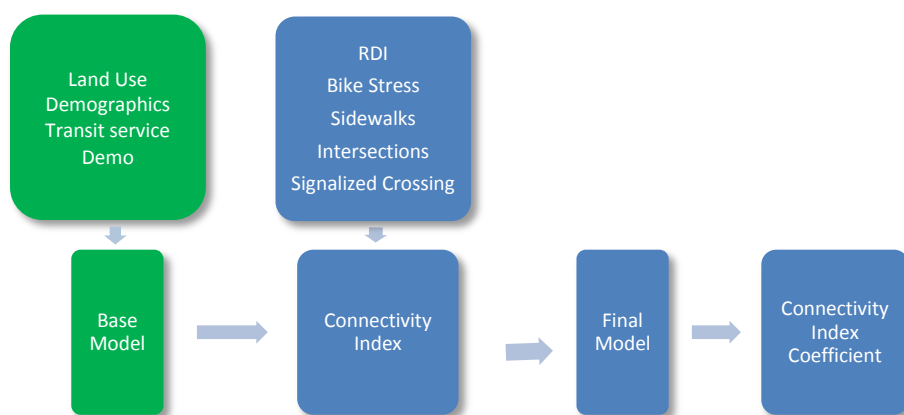 Land Use
Demographics
Transit service
Demo
RDI
Bike Stress
Sidewalks
Intersections
Signalized Crossing
Base
Model
Connectivity
Index
Final
Model
Connectivity
Index
Coefficient